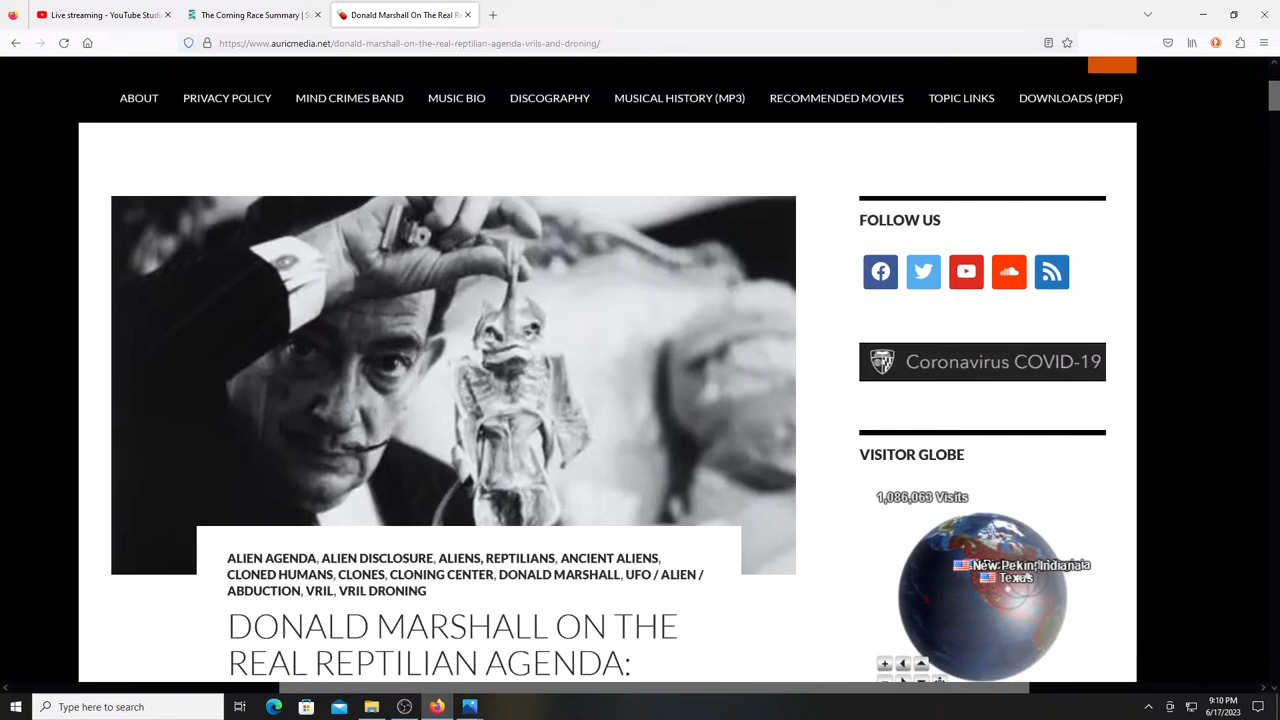 Live streaming - YouTube Studi
The Coming Race Summary | S
Donald Marshall On The Real R
https://www.auricmedia.net/donald-marshall-on-the-real-reptilian-agenda-vrils-and-droning/
ABOUT PRIVACY POLICY MIND CRIMES BAND MUSIC BIO DISCOGRAPHY MUSICAL HISTORY (MP3) RECOMMENDED MOVIES TOPIC LINKS DOWNLOADS (PDF)
FOLLOW US
Coronavirus COVID-19
VISITOR GLOBE
1,086,063 Visits
New Pekin, Indiana
Texas
ALIEN AGENDA, ALIEN DISCLOSURE, ALIENS, REPTILIANS, ANCIENT ALIENS,
CLONED HUMANS, CLONES, CLONING CENTER, DONALD MARSHALL, UFO / ALIEN /
ABDUCTION, VRIL, VRIL DRONING
DONALD MARSHALL ON THE
REAL REPTILIAN AGENDA:
Type here to search
9:10 PM
6/17/2023